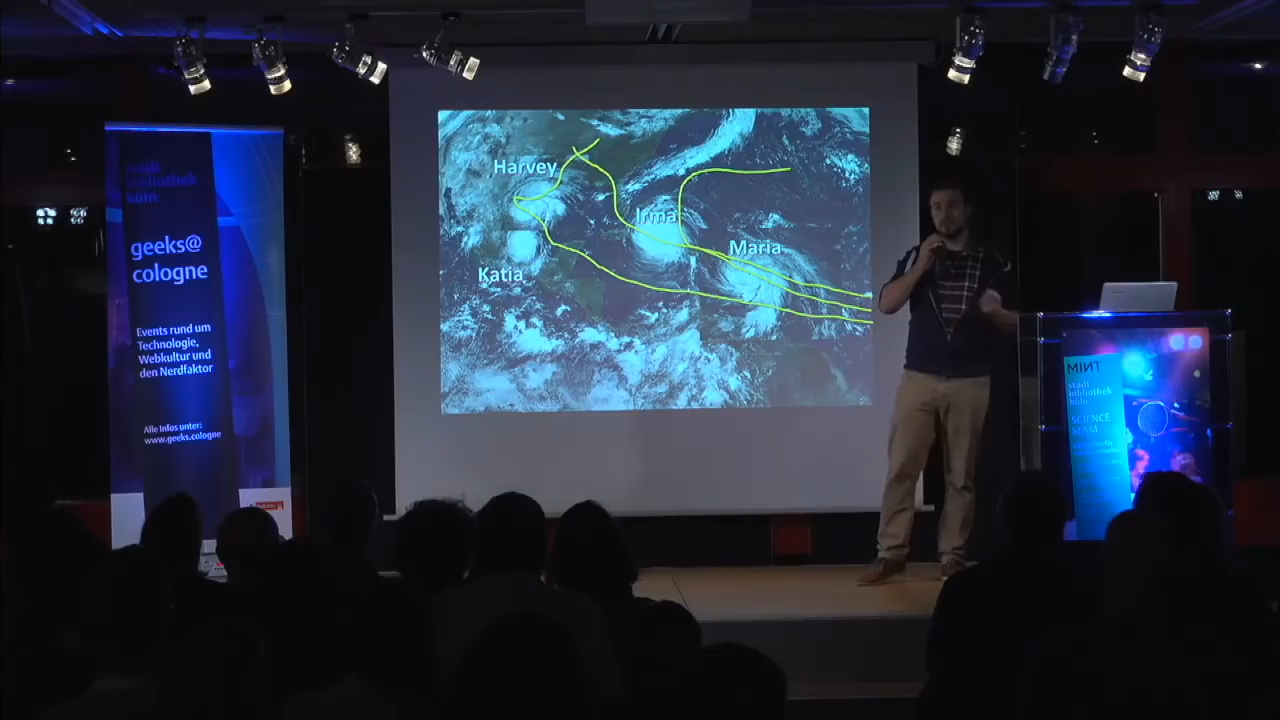 stadt
bibliothek
köln
geeks@
cologne
Events rund um
Technologie,
Webkultur und
den Nerdfaktor
Alle Infos unter:
www.geeks.cologne
Harvey
Irma
Maria
Katia
MINT
stadt
bibliothek
köln
SCIENCE
SLAM